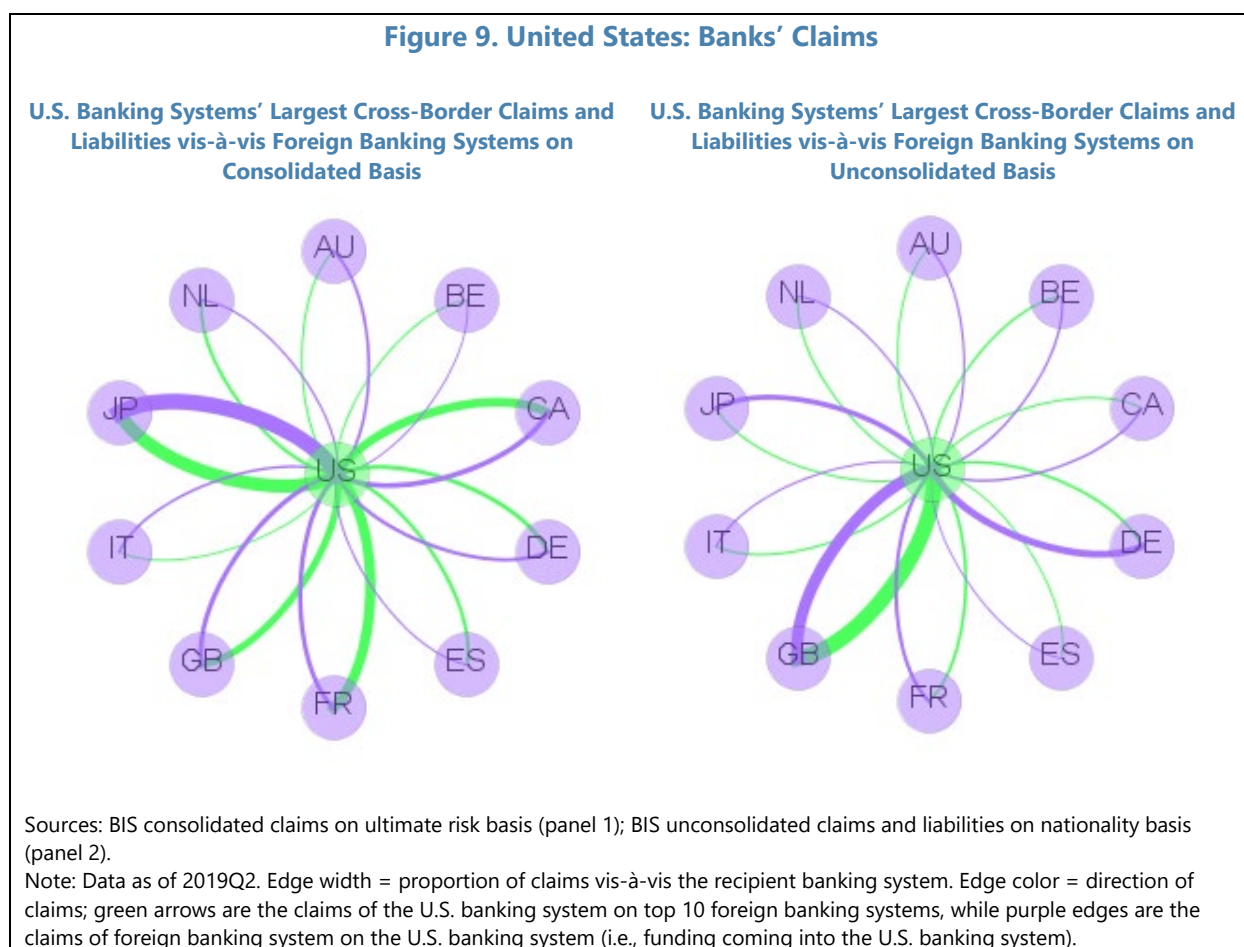 Figure 9. United States: Banks’ Claims
U.S. Banking Systems’ Largest Cross-Border Claims and
Liabilities vis-à-vis Foreign Banking Systems on
Consolidated Basis
AU
NL
BE
JP
CA
US
IT
DE
GB
ES
FR
U.S. Banking Systems’ Largest Cross-Border Claims and
Liabilities vis-à-vis Foreign Banking Systems on
Unconsolidated Basis
AU
NL
BE
JP
CA
US
IT
DE
GB
ES
FR
Sources: BIS consolidated claims on ultimate risk basis (panel 1); BIS unconsolidated claims and liabilities on nationality basis
(panel 2).
Note: Data as of 2019Q2. Edge width = proportion of claims vis-à-vis the recipient banking system. Edge color = direction of
claims; green arrows are the claims of the U.S. banking system on top 10 foreign banking systems, while purple edges are the
claims of foreign banking system on the U.S. banking system (i.e., funding coming into the U.S. banking system).